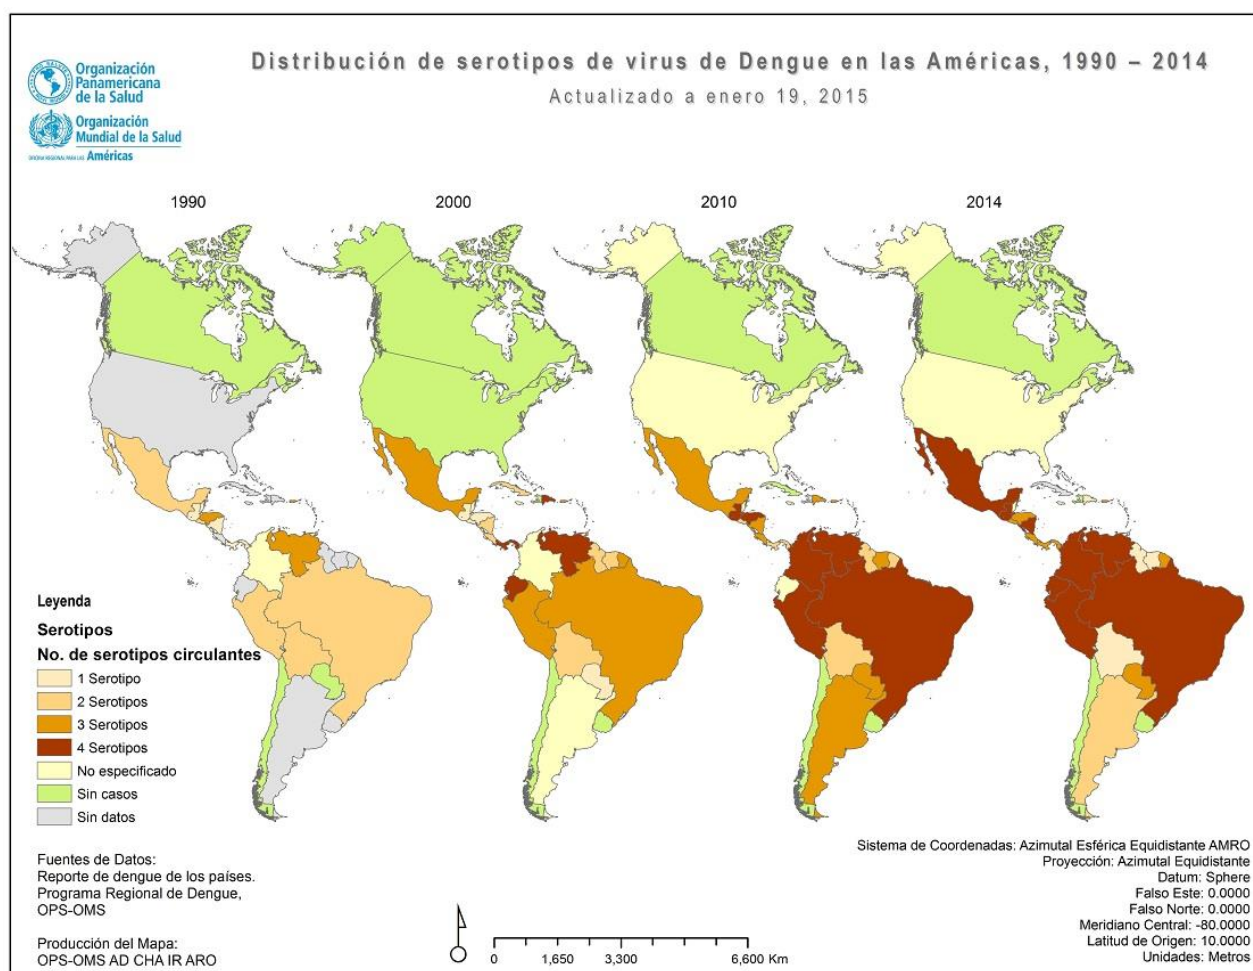 Organización
Panamericana
de la Salud
Organización
Mundial de la Salud
OFICINA REGIONAL PARA LAS Américas
Distribución de serotipos de virus de Dengue en las Américas, 1990 – 2014
Actualizado a enero 19, 2015
1990
2000
2010
2014
Leyenda
Serotipos
No. de serotipos circulantes
1 Serotipo
2 Serotipos
3 Serotipos
4 Serotipos
No especificado
Sin casos
Sin datos
Fuentes de Datos:
Reporte de dengue de los países.
Programa Regional de Dengue,
OPS-OMS
Producción del Mapa:
OPS-OMS AD CHA IR ARO
0 1,650 3,300 6,600 Km
Sistema de Coordenadas: Azimutal Esférica Equidistante AMRO
Proyección: Azimutal Equidistante
Datum: Sphere
Falso Este: 0.0000
Falso Norte: 0.0000
Meridiano Central: -80.0000
Latitud de Origen: 10.0000
Unidades: Metros